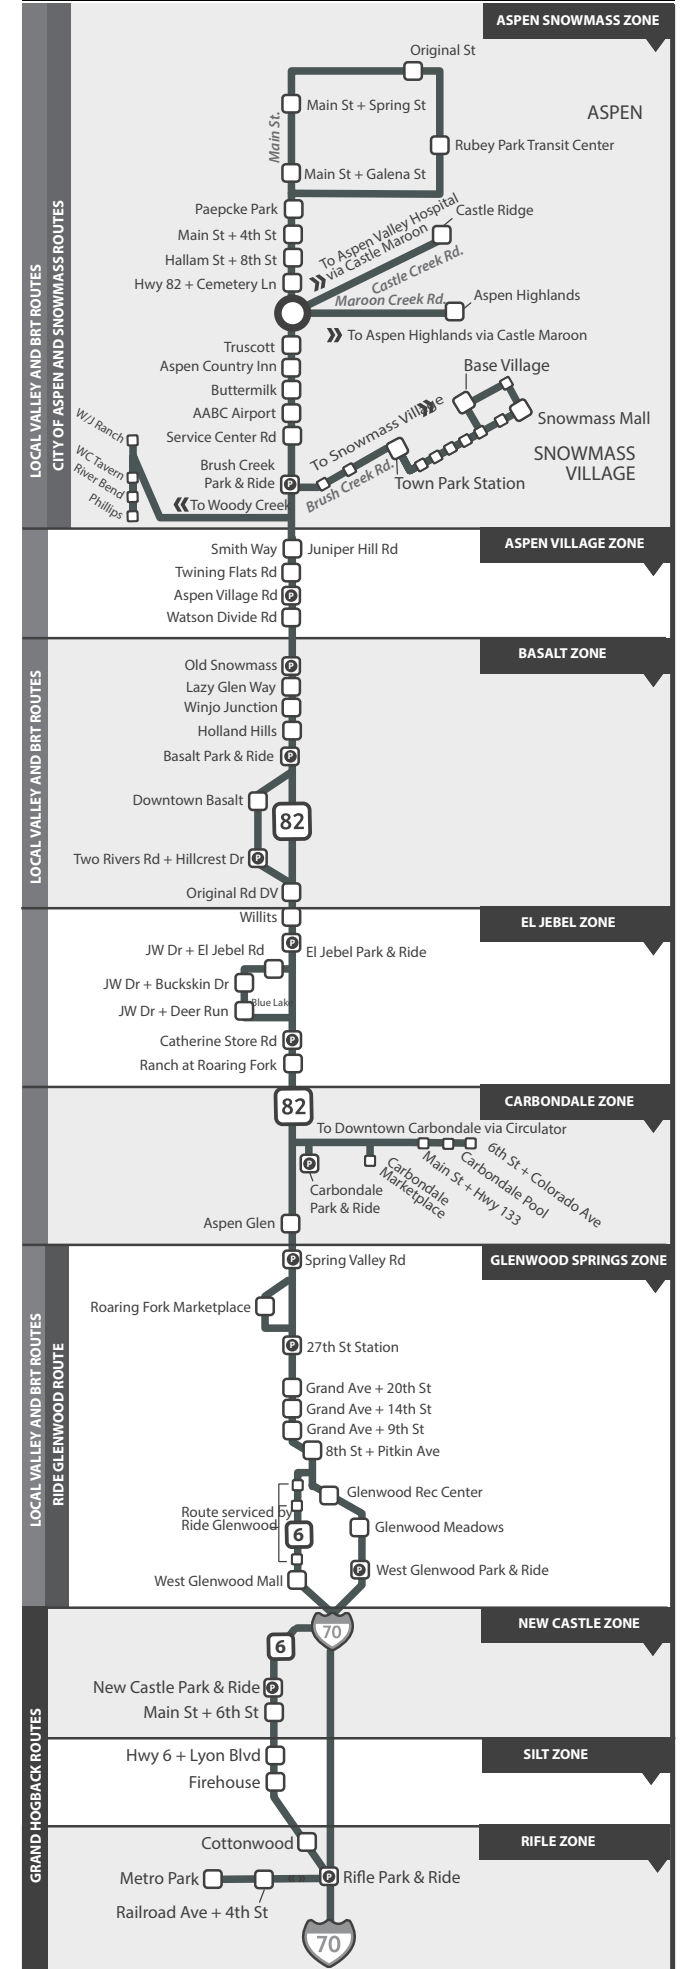 ASPEN SNOWMASS ZONE
Original St
Main St + Spring St
ASPEN
Main St.
Rubey Park Transit Center
Main St + Galena St
Paepcke Park
To Aspen Valley Hospital
via Castle Maroon
Castle Ridge
Main St + 4th St
Hallam St + 8th St
Castle Creek Rd.
Hwy 82 + Cemetery Ln
Maroon Creek Rd.
Aspen Highlands
To Aspen Highlands via Castle Maroon
Truscott
Aspen Country Inn
Base Village
Buttermilk
AABC Airport
Snowmass Mall
Service Center Rd
To Snowmass Village
SNOWMASS
VILLAGE
Brush Creek
Park & Ride
P
Brush Creek Rd.
Town Park Station
W/J Ranch
WC Tavern
River Bend
Phillips
To Woody Creek
LOCAL VALLEY AND BRT ROUTES
CITY OF ASPEN AND SNOWMASS ROUTES
ASPEN VILLAGE ZONE
Smith Way
Juniper Hill Rd
Twining Flats Rd
Aspen Village Rd
P
Watson Divide Rd
BASALT ZONE
Old Snowmass
P
Lazy Glen Way
Winjo Junction
Holland Hills
Basalt Park & Ride
P
Downtown Basalt
82
Two Rivers Rd + Hillcrest Dr
P
Original Rd DV
LOCAL VALLEY AND BRT ROUTES
EL JEBEL ZONE
Willits
P
El Jebel Park & Ride
JW Dr + El Jebel Rd
JW Dr + Buckskin Dr
Blue Lake
JW Dr + Deer Run
Catherine Store Rd
P
Ranch at Roaring Fork
CARBONDALE ZONE
82
To Downtown Carbondale via Circulator
P
Carbondale
Park & Ride
Carbondale
Marketplace
Main St + Hwy 133
Carbondale Pool
6th St + Colorado Ave
Aspen Glen
GLENWOOD SPRINGS ZONE
P
Spring Valley Rd
Roaring Fork Marketplace
P
27th St Station
Grand Ave + 20th St
Grand Ave + 14th St
Grand Ave + 9th St
8th St + Pitkin Ave
Glenwood Rec Center
Route serviced by
Ride Glenwood
6
Glenwood Meadows
P
West Glenwood Park & Ride
West Glenwood Mall
LOCAL VALLEY AND BRT ROUTES
RIDE GLENWOOD ROUTE
NEW CASTLE ZONE
70
6
New Castle Park & Ride
P
Main St + 6th St
SILT ZONE
Hwy 6 + Lyon Blvd
Firehouse
RIFLE ZONE
Cottonwood
Metro Park
P
Rifle Park & Ride
Railroad Ave + 4th St
70
GRAND HOGBACK ROUTES